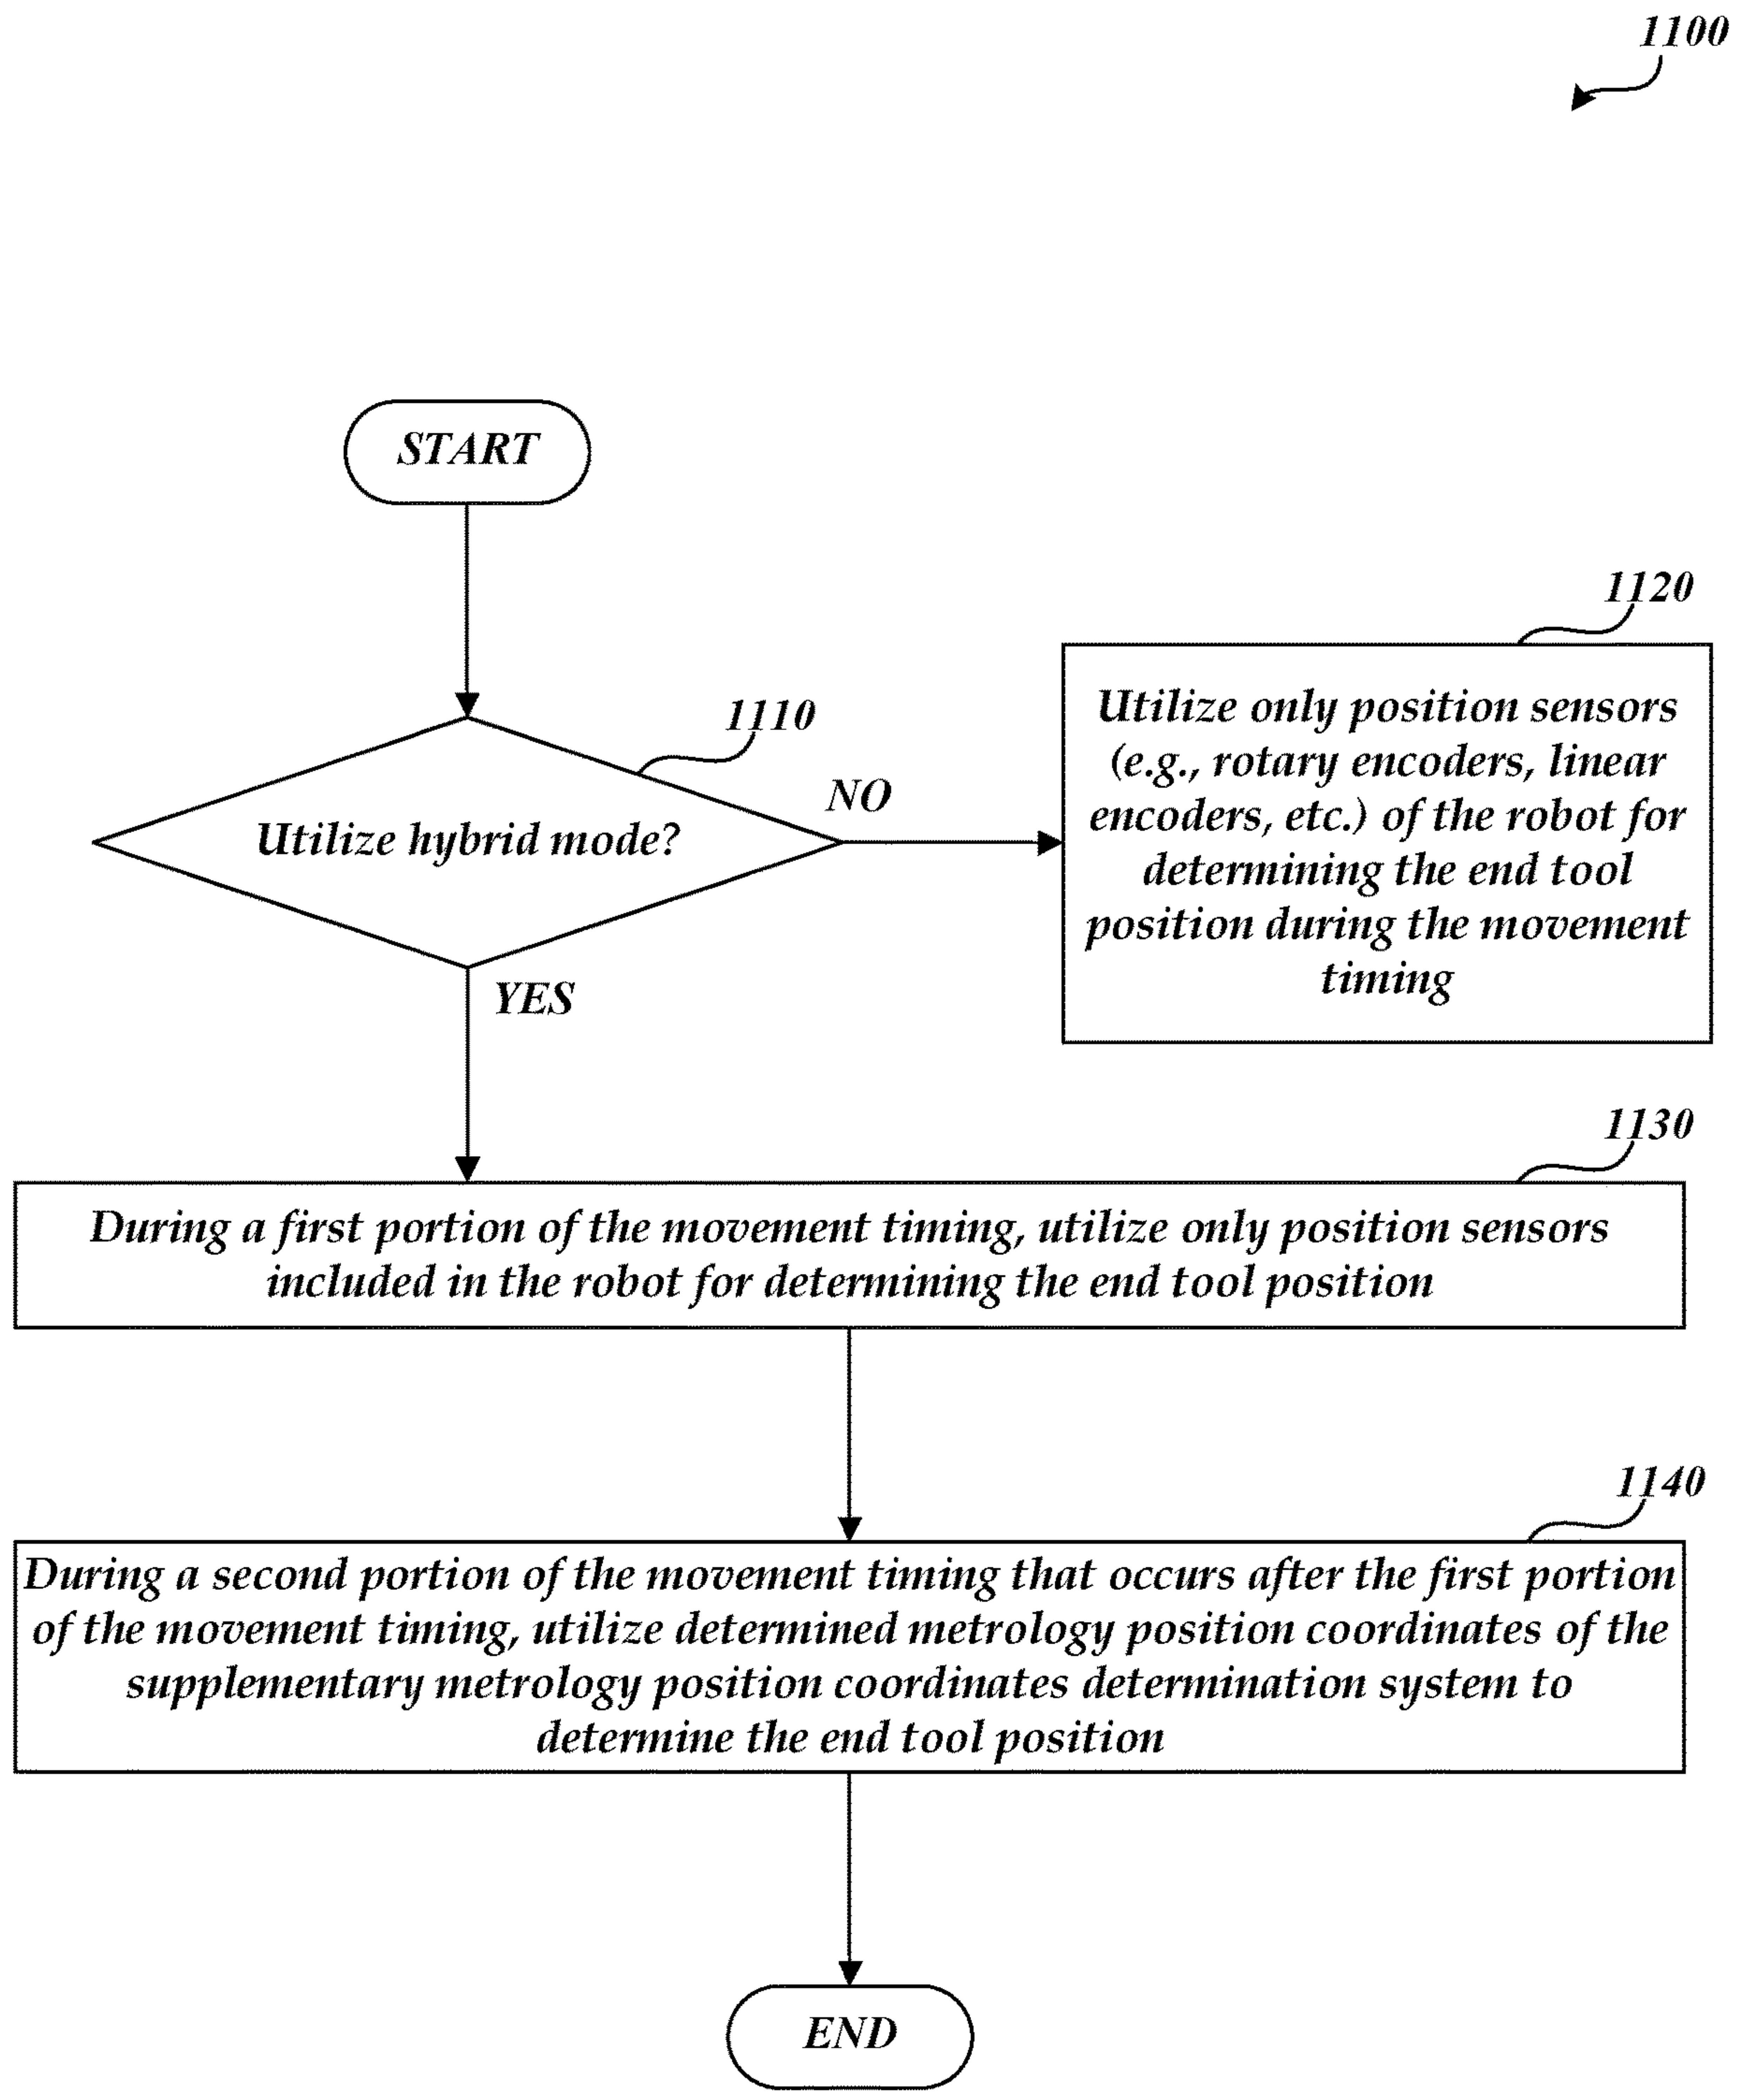 1100
START
1120
1110
Utilize hybrid mode?
NO
Utilize only position sensors
(e.g., rotary encoders, linear
encoders, etc.) of the robot for
determining the end tool
position during the movement
timing
YES
1130
During a first portion of the movement timing, utilize only position sensors
included in the robot for determining the end tool position
1140
During a second portion of the movement timing that occurs after the first portion
of the movement timing, utilize determined metrology position coordinates of the
supplementary metrology position coordinates determination system to
determine the end tool position
END